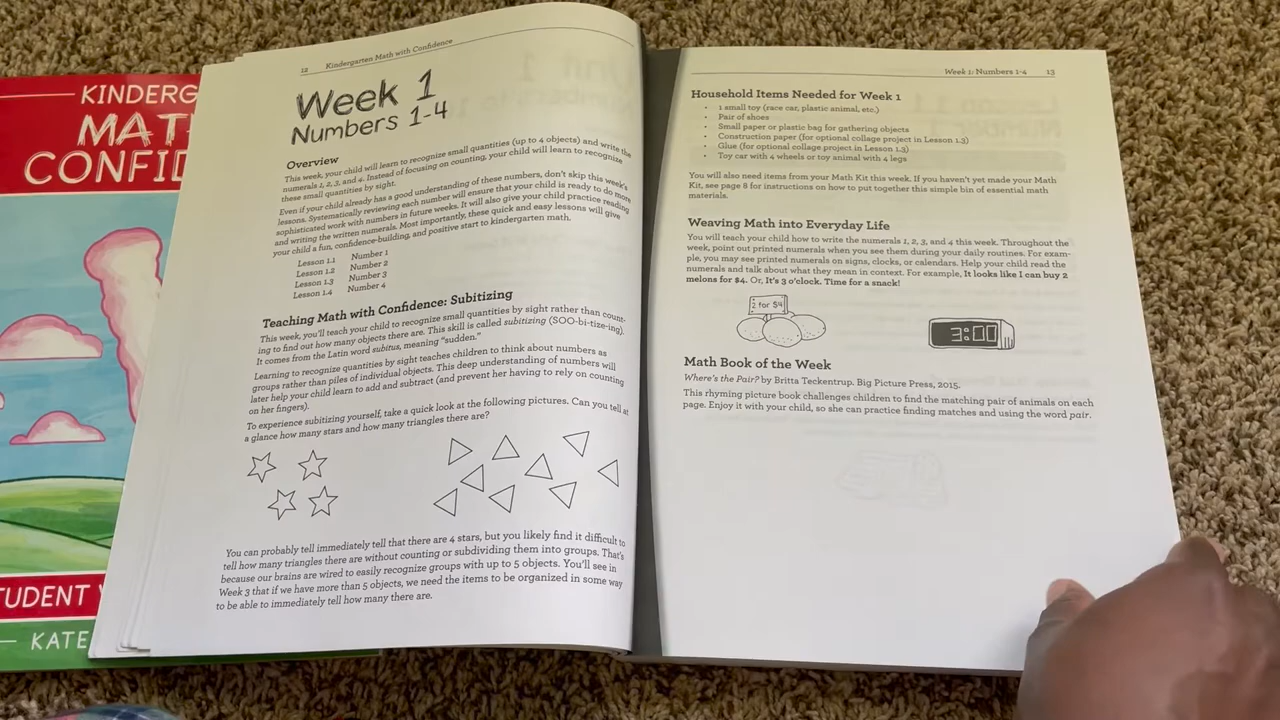 KINDERG
MAT
CONFID
TUDENT
KATE
12 Kindergarten Math with Confidence
Week 1
Numbers 1-4
Overview
This week, your child will learn to recognize small quantities (up to 4 objects) and write the
numerals 1, 2, 3, and 4. Instead of focusing on counting, your child will learn to recognize
these small quantities by sight.
Even if your child already has a good understanding of these numbers, don't skip this week's
lessons. Systematically reviewing each number will ensure that your child is ready to do more
sophisticated work with numbers in future weeks. It will also give your child practice reading
and writing the written numerals. Most importantly, these quick and easy lessons will give
your child a fun, confidence-building, and positive start to kindergarten math.
Lesson 1.1 Number 1
Lesson 1.2 Number 2
Lesson 1.3 Number 3
Lesson 1.4 Number 4
Teaching Math with Confidence: Subitizing
This week, you'll teach your child to recognize small quantities by sight rather than count-
ing to find out how many objects there are. This skill is called subitizing (SOO-bi-tize-ing).
It comes from the Latin word subitus, meaning "sudden."
Learning to recognize quantities by sight teaches children to think about numbers as
groups rather than piles of individual objects. This deep understanding of numbers will
later help your child learn to add and subtract (and prevent her having to rely on counting
on her fingers).
To experience subitizing yourself, take a quick look at the following pictures. Can you tell at
a glance how many stars and how many triangles there are?
You can probably tell immediately tell that there are 4 stars, but you likely find it difficult to
tell how many triangles there are without counting or subdividing them into groups. That's
because our brains are wired to easily recognize groups with up to 5 objects. You'll see in
Week 3 that if we have more than 5 objects, we need the items to be organized in some way
to be able to immediately tell how many there are.
Week 1: Numbers 1-4 13
Household Items Needed for Week 1
• 1 small toy (race car, plastic animal, etc.)
• Pair of shoes
• Small paper or plastic bag for gathering objects
• Construction paper (for optional collage project in Lesson 1.3)
• Glue (for optional collage project in Lesson 1.3)
• Toy car with 4 wheels or toy animal with 4 legs
You will also need items from your Math Kit this week. If you haven't yet made your Math
Kit, see page 8 for instructions on how to put together this simple bin of essential math
materials.
Weaving Math into Everyday Life
You will teach your child how to write the numerals 1, 2, 3, and 4 this week. Throughout the
week, point out printed numerals when you see them during your daily routines. For exam-
ple, you may see printed numerals on signs, clocks, or calendars. Help your child read the
numerals and talk about what they mean in context. For example, It looks like I can buy 2
melons for $4. Or, It's 3 o'clock. Time for a snack!
2 for $4
3:00
Math Book of the Week
Where's the Pair? by Britta Teckentrup. Big Picture Press, 2015.
This rhyming picture book challenges children to find the matching pair of animals on each
page. Enjoy it with your child, so she can practice finding matches and using the word pair.